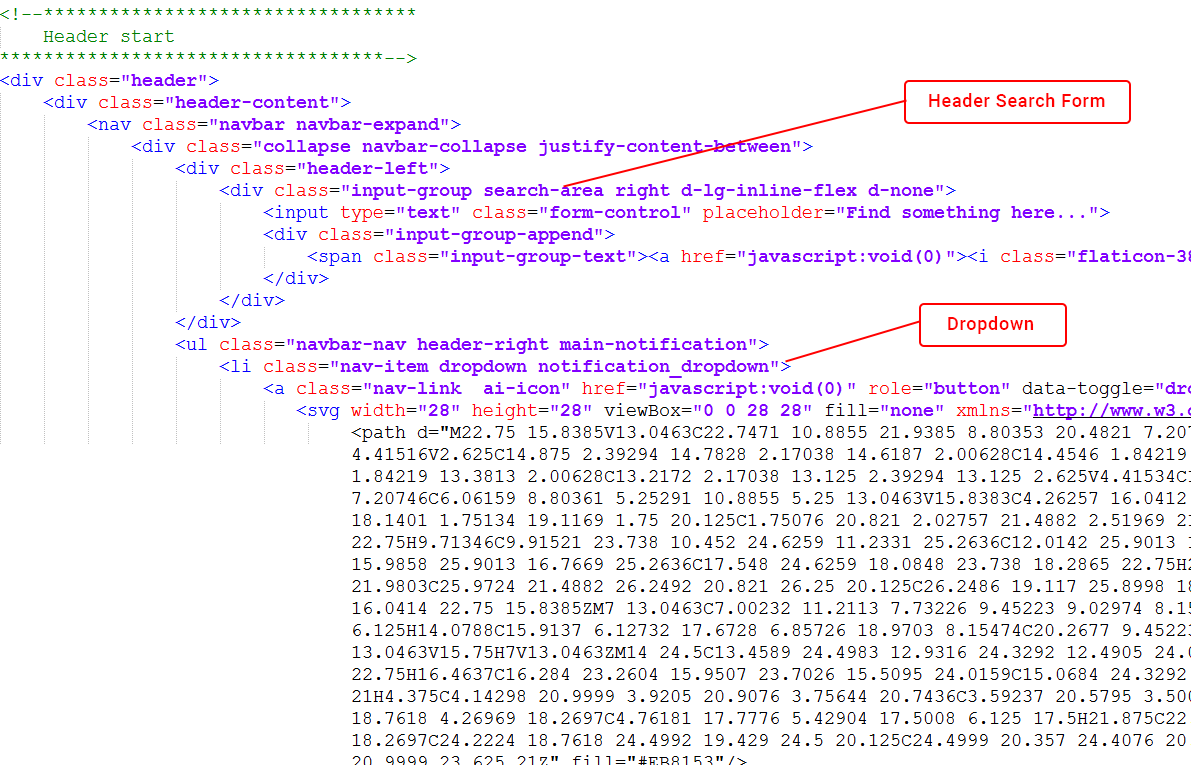 <!--**********************************
    Header start
***********************************-->
<div class="header">
    <div class="header-content">
        <nav class="navbar navbar-expand">
            <div class="collapse navbar-collapse justify-content-between">
                <div class="header-left">
                    <div class="input-group search-area right d-lg-inline-flex d-none">
                        <input type="text" class="form-control" placeholder="Find something here...">
                        <div class="input-group-append">
                            <span class="input-group-text"><a href="javascript:void(0)"><i class="flaticon-38
                        </div>
                    </div>
                </div>
                <ul class="navbar-nav header-right main-notification">
                    <li class="nav-item dropdown notification_dropdown">
                        <a class="nav-link  ai-icon" href="javascript:void(0)" role="button" data-toggle="dro
                           <svg width="28" height="28" viewBox="0 0 28 28" fill="none" xmlns="http://www.w3.o
                                <path d="M22.75 15.8385V13.0463C22.7471 10.8855 21.9385 8.80353 20.4821 7.207
                                4.41516V2.625C14.875 2.39294 14.7828 2.17038 14.6187 2.00628C14.4546 1.84219
                                1.84219 13.3813 2.00628C13.2172 2.17038 13.125 2.39294 13.125 2.625V4.41534C1
                                7.20746C6.06159 8.80361 5.25291 10.8855 5.25 13.0463V15.8383C4.26257 16.0412
                                18.1401 1.75134 19.1169 1.75 20.125C1.75076 20.821 2.02757 21.4882 2.51969 21
                                22.75H9.71346C9.91521 23.738 10.452 24.6259 11.2331 25.2636C12.0142 25.9013 1
                                15.9858 25.9013 16.7669 25.2636C17.548 24.6259 18.0848 23.738 18.2865 22.75H2
                                21.9803C25.9724 21.4882 26.2492 20.821 26.25 20.125C26.2486 19.117 25.8998 18
                                16.0414 22.75 15.8385ZM7 13.0463C7.00232 11.2113 7.73226 9.45223 9.02974 8.15
                                6.125H14.0788C15.9137 6.12732 17.6728 6.85726 18.9703 8.15474C20.2677 9.45223
                                13.0463V15.75H7V13.0463ZM14 24.5C13.4589 24.4983 12.9316 24.3292 12.4905 24.0
                                22.75H16.4637C16.284 23.2604 15.9507 23.7026 15.5095 24.0159C15.0684 24.3292
                                21H4.375C4.14298 20.9999 3.9205 20.9076 3.75644 20.7436C3.59237 20.5795 3.500
                                18.7618 4.26969 18.2697C4.76181 17.7776 5.42904 17.5008 6.125 17.5H21.875C22
                                18.2697C24.2224 18.7618 24.4992 19.429 24.5 20.125C24.4999 20.357 24.4076 20
                                20.9999 23.625 21Z" fill="#EB8153"/>
Header Search Form
Dropdown